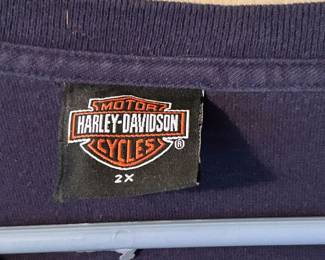 MOTOR
HARLEY-DAVIDSON
CYCLES ®
2X